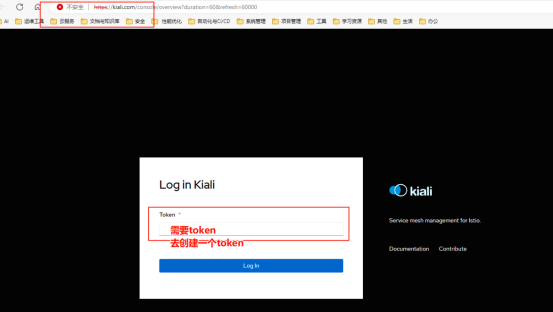 不安全 https://kiali.com/console/overview?duration=60&refresh=60000
AI 运维工具 云服务 文档与知识库 安全 性能优化 自动化与CI/CD 系统管理 项目管理 工具 学习资源 其他 生活 办公
Log in Kiali
Token *
需要token
去创建一个token
Log In
kiali
Service mesh management for Istio.
Documentation Contribute